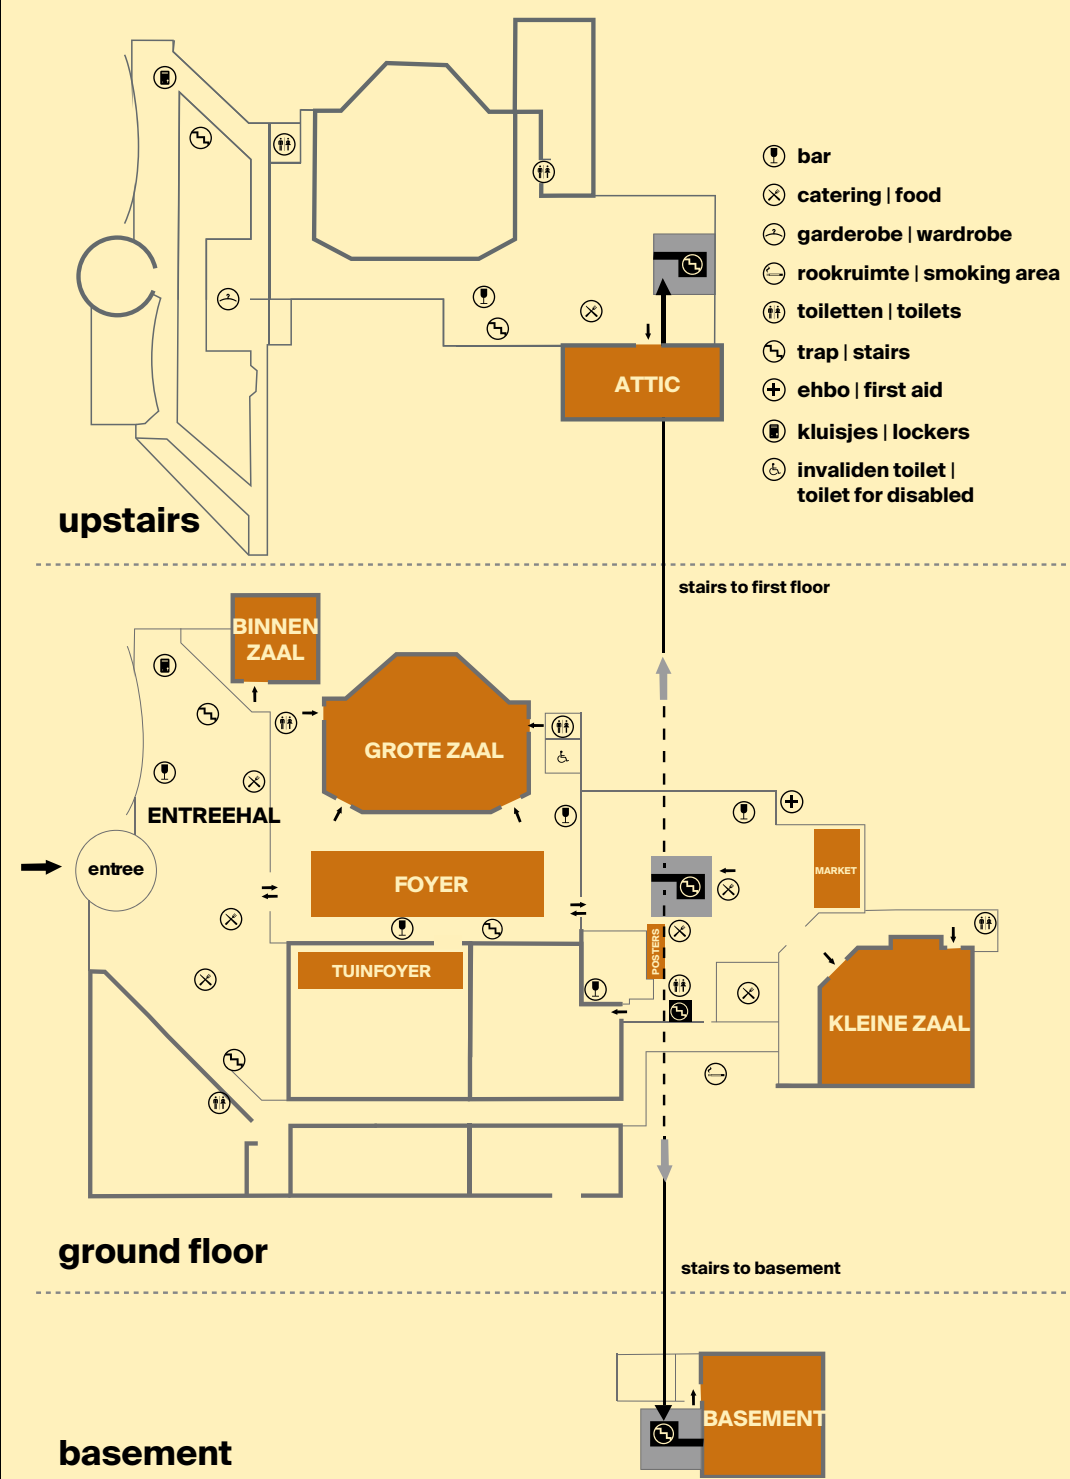 bar
catering | food
garderobe | wardrobe
rookruimte | smoking area
toiletten | toilets
trap | stairs
ehbo | first aid
kluisjes | lockers
invaliden toilet |
toilet for disabled
ATTIC
upstairs
stairs to first floor
BINNEN
ZAAL
GROTE ZAAL
ENTREEHAL
entree
FOYER
MARKET
POSTERS
TUINFOYER
KLEINE ZAAL
ground floor
stairs to basement
BASEMENT
basement